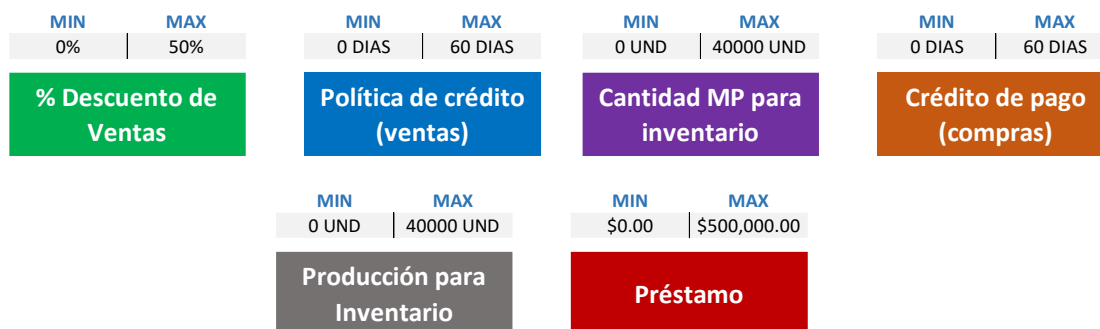 MIN MAX MIN MAX MIN MAX MIN MAX
0% 50% 0 DIAS 60 DIAS 0 UND 40000 UND 0 DIAS 60 DIAS
% Descuento de
Ventas
Política de crédito
(ventas)
Cantidad MP para
inventario
Crédito de pago
(compras)
MIN MAX MIN MAX
0 UND 40000 UND $0.00 $500,000.00
Producción para
Inventario
Préstamo